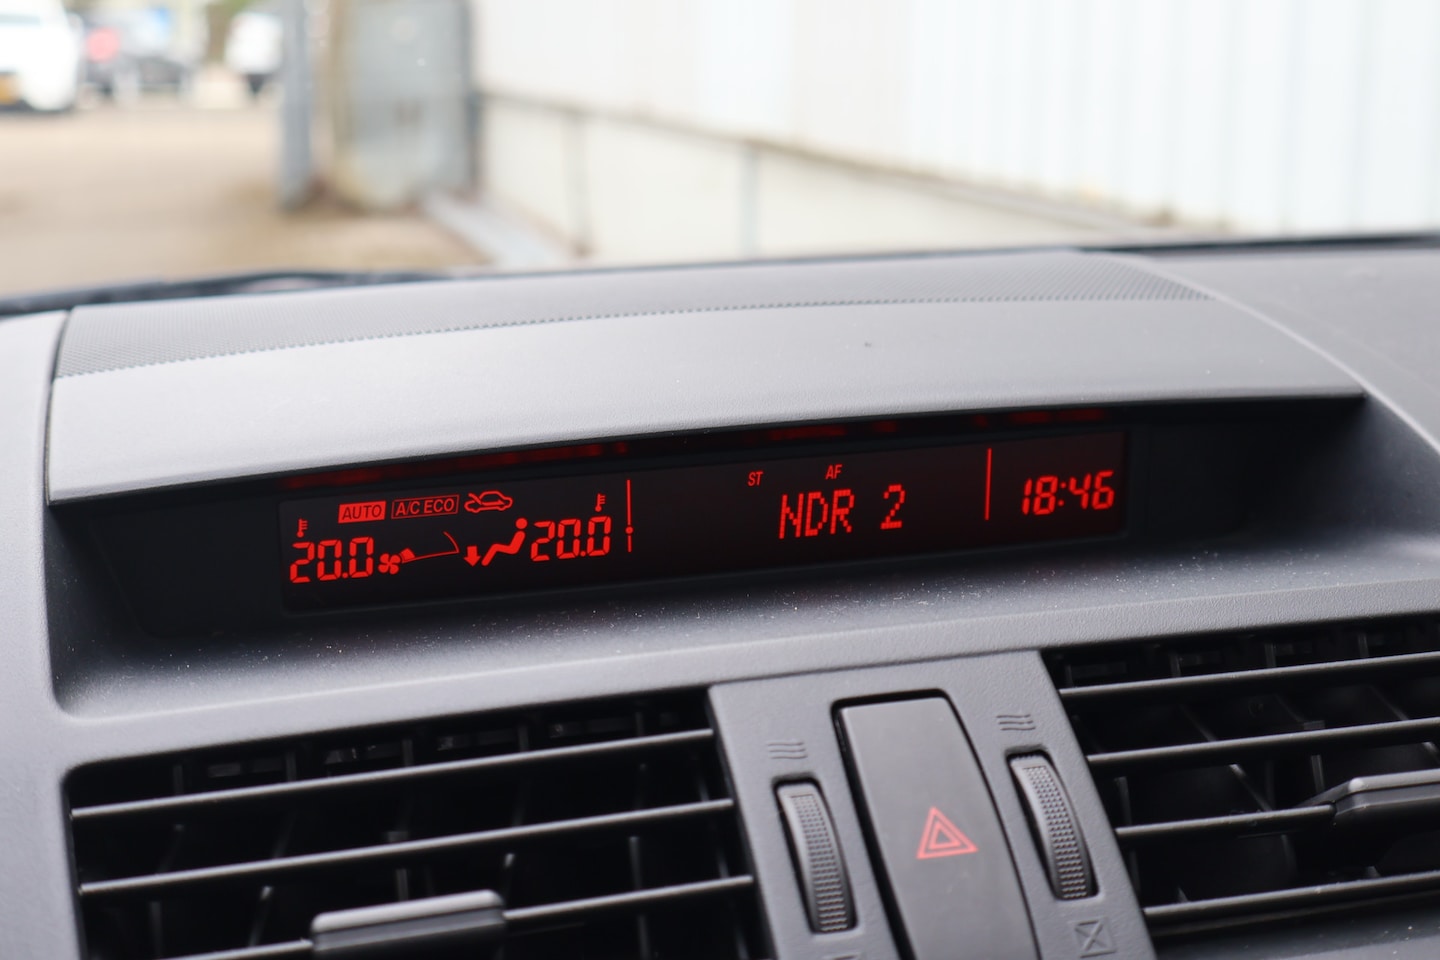 AUTO A/C ECO
20.0 20.0
ST AF
NDR 2
18:46